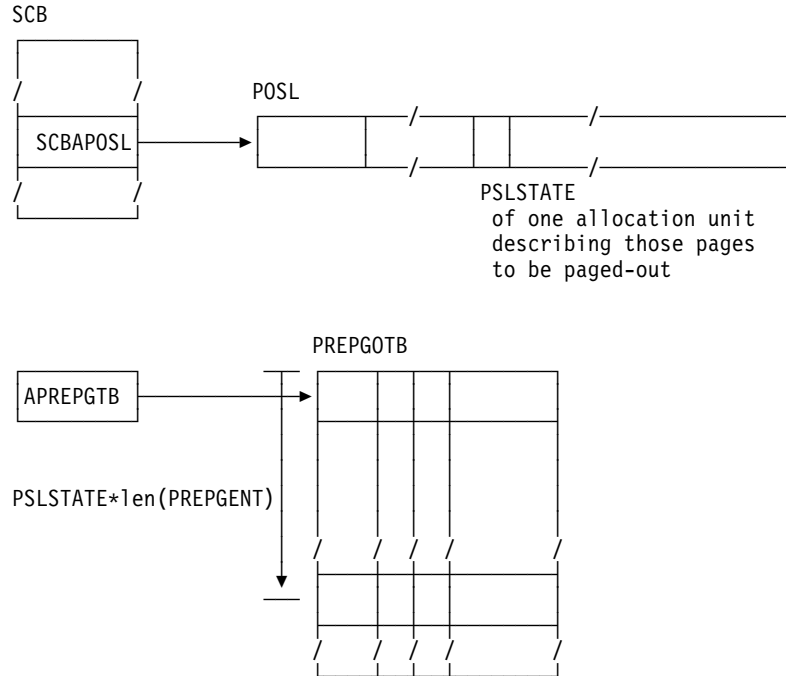 SCB
POSL
SCBAPOSL
PSLSTATE
of one allocation unit
describing those pages
to be paged-out
PREPGOTB
APREPGTB
PSLSTATE*len(PREPGENT)